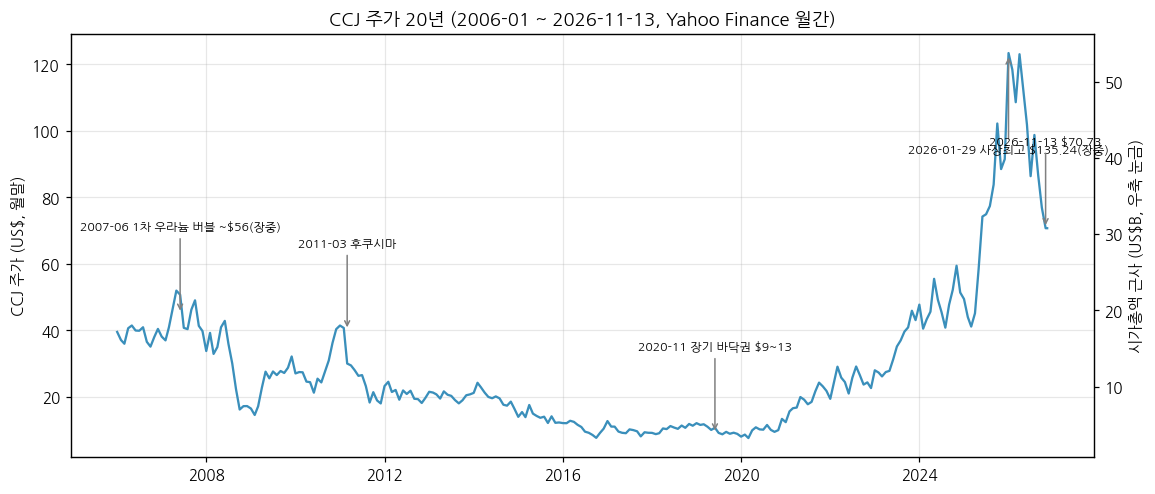 CCJ 주가 20년 (2006-01 ~ 2026-11-13, Yahoo Finance 월간)
CCJ 주가 (US$, 월말)
120
100
80
60
40
20
2008
2012
2016
2020
2024
50
40
30
20
10
시가총액 근사 (US$B, 우축 눈금)
2007-06 1차 우라늄 버블 ~$56(장중)
2011-03 후쿠시마
2020-11 장기 바닥권 $9~13
2026-11-13 $70.73
2026-01-29 사상최고 $135.24(장중)